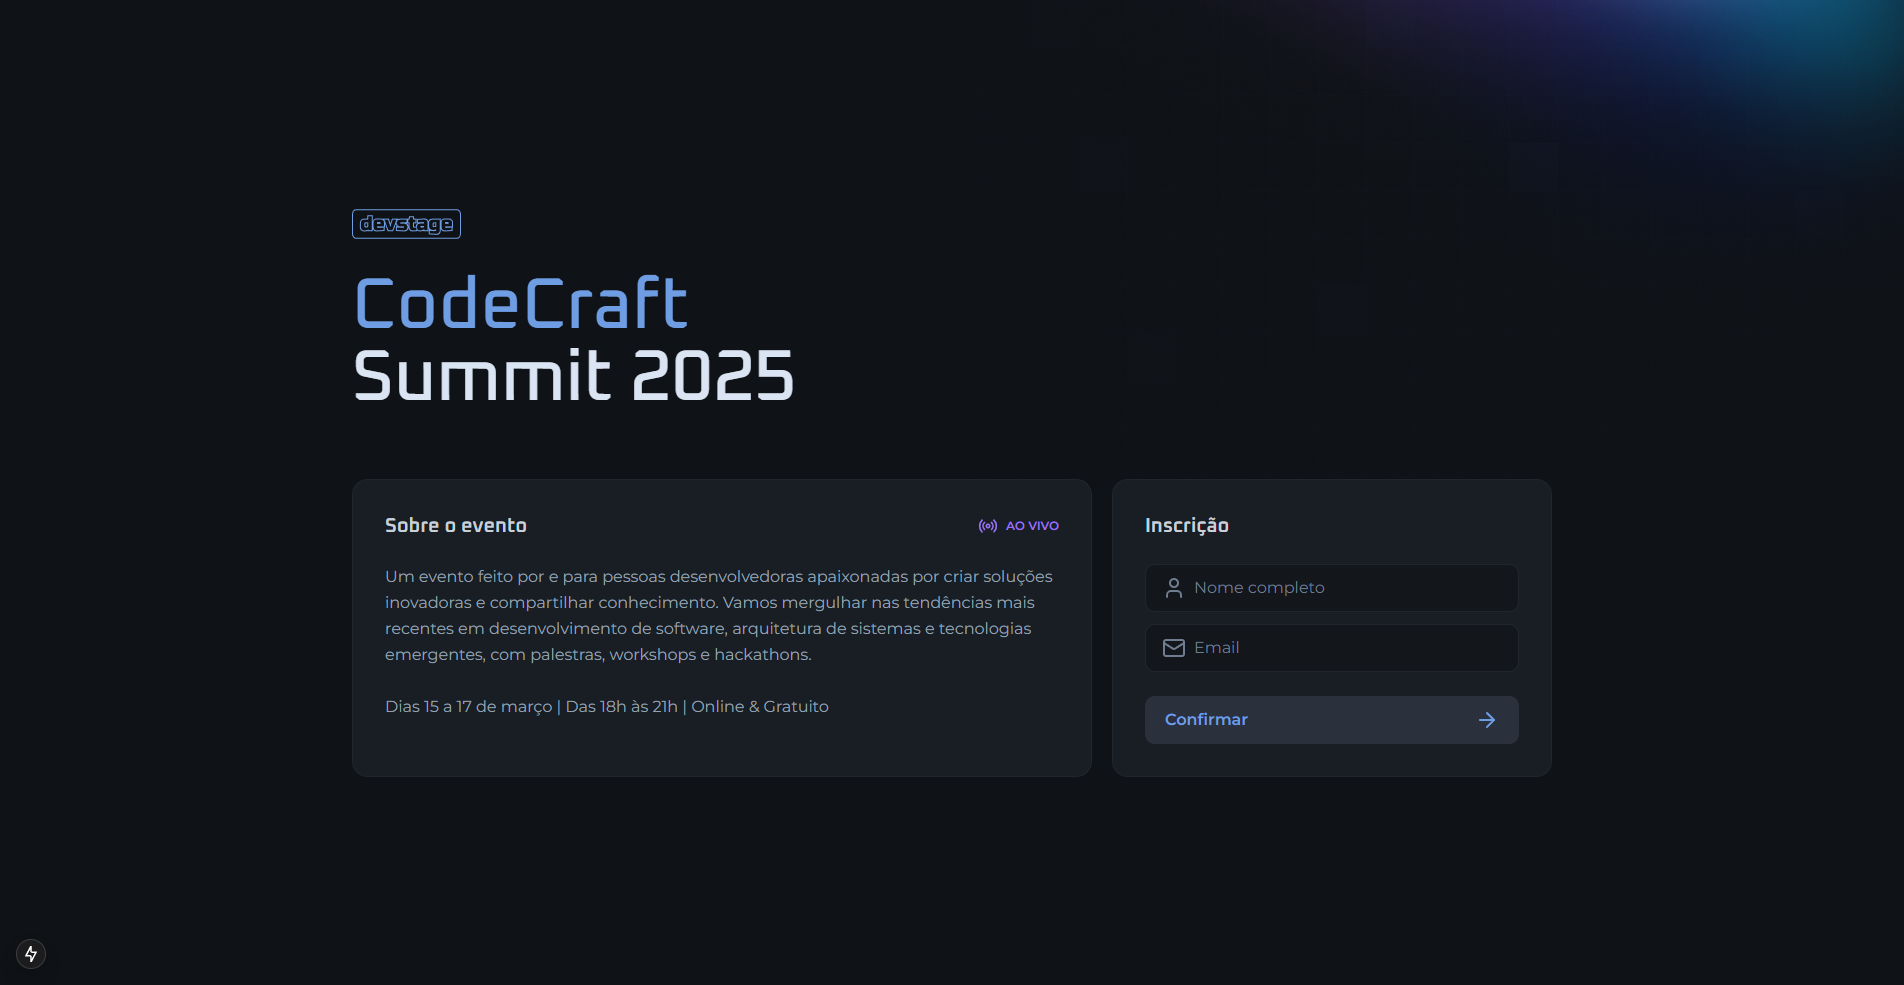 devstage
CodeCraft
Summit 2025
Sobre o evento
AO VIVO
Um evento feito por e para pessoas desenvolvedoras apaixonadas por criar soluções
inovadoras e compartilhar conhecimento. Vamos mergulhar nas tendências mais
recentes em desenvolvimento de software, arquitetura de sistemas e tecnologias
emergentes, com palestras, workshops e hackathons.
Dias 15 a 17 de março | Das 18h às 21h | Online & Gratuito
Inscrição
Nome completo
Email
Confirmar